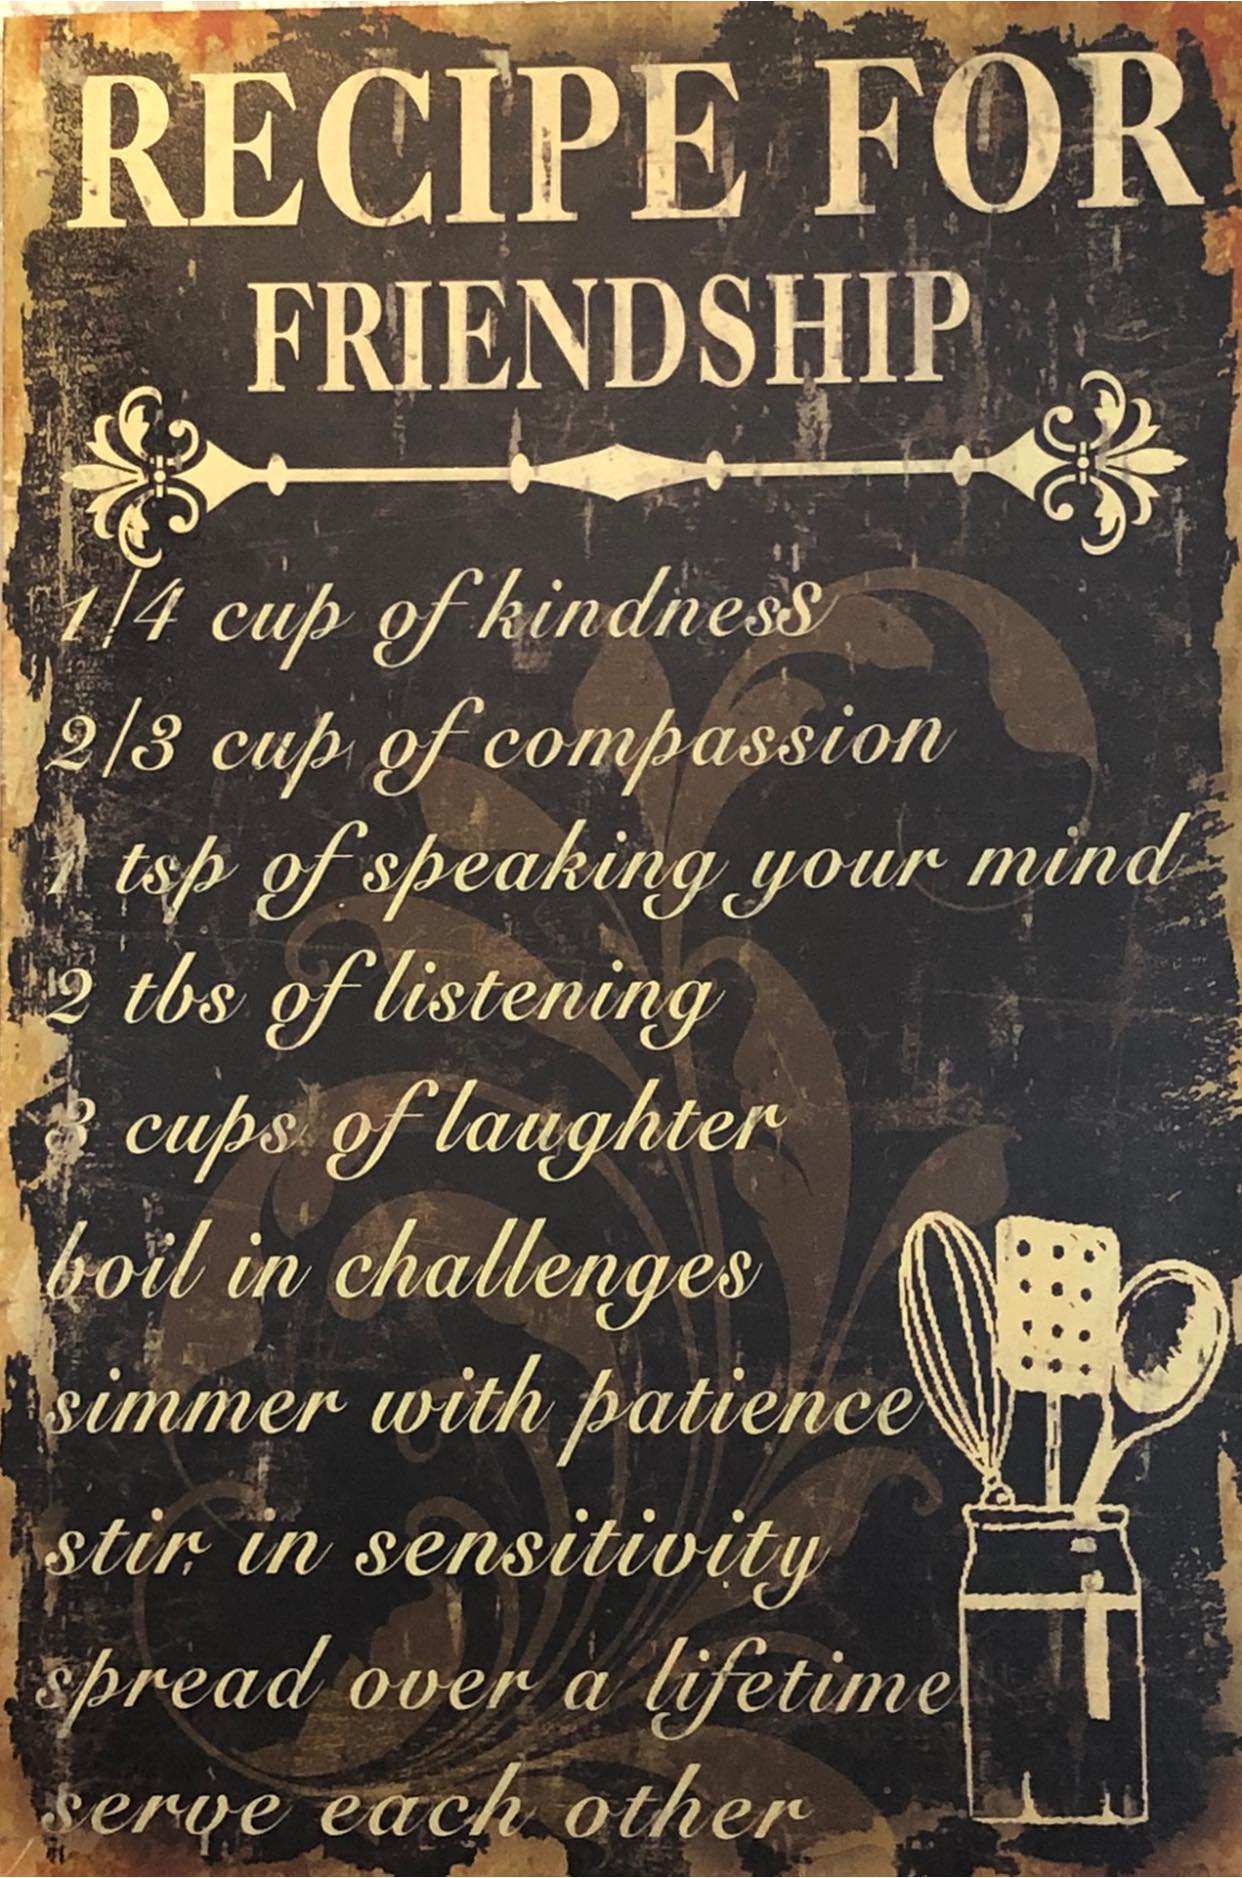 RECIPE FOR
FRIENDSHIP
1/4 cup of kindness
2/3 cup of compassion
1 tsp of speaking your mind
2 tbs of listening
3 cups of laughter
boil in challenges
simmer with patience
stir in sensitivity
spread over a lifetime
serve each other